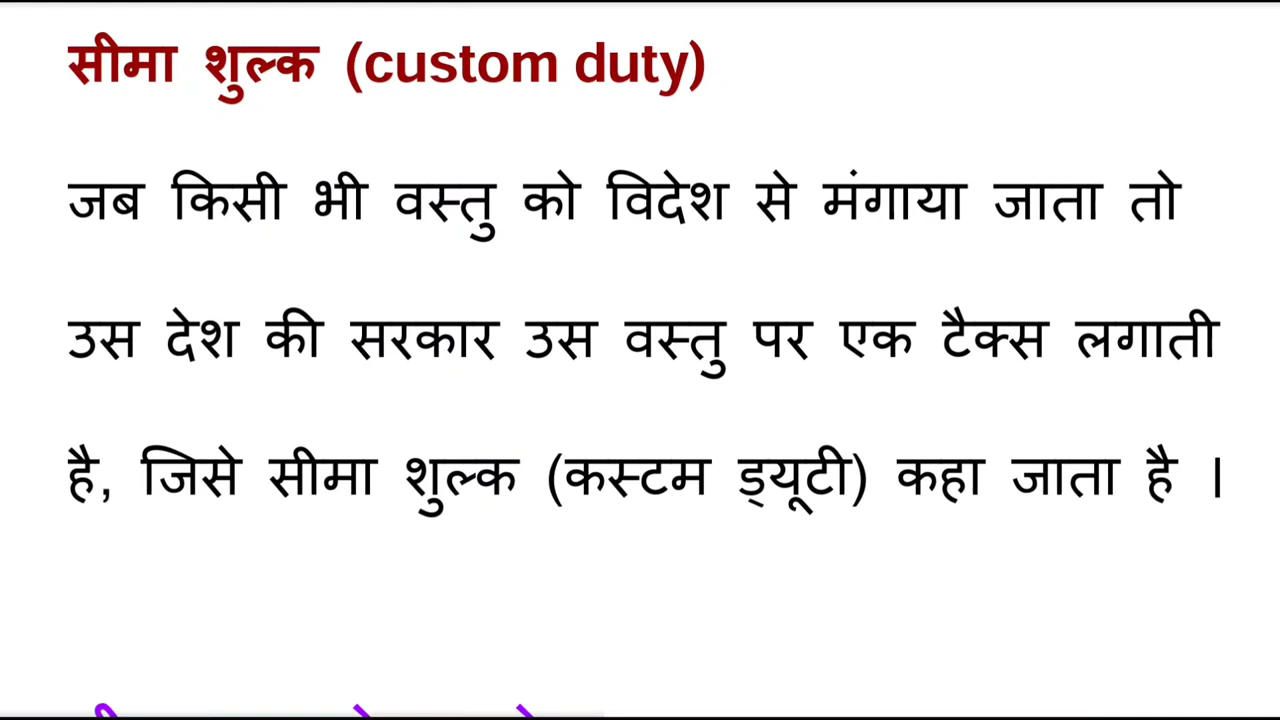 सीमा शुल्क (custom duty)
जब किसी भी वस्तु को विदेश से मंगाया जाता तो
उस देश की सरकार उस वस्तु पर एक टैक्स लगाती
है, जिसे सीमा शुल्क (कस्टम ड्यूटी) कहा जाता है ।